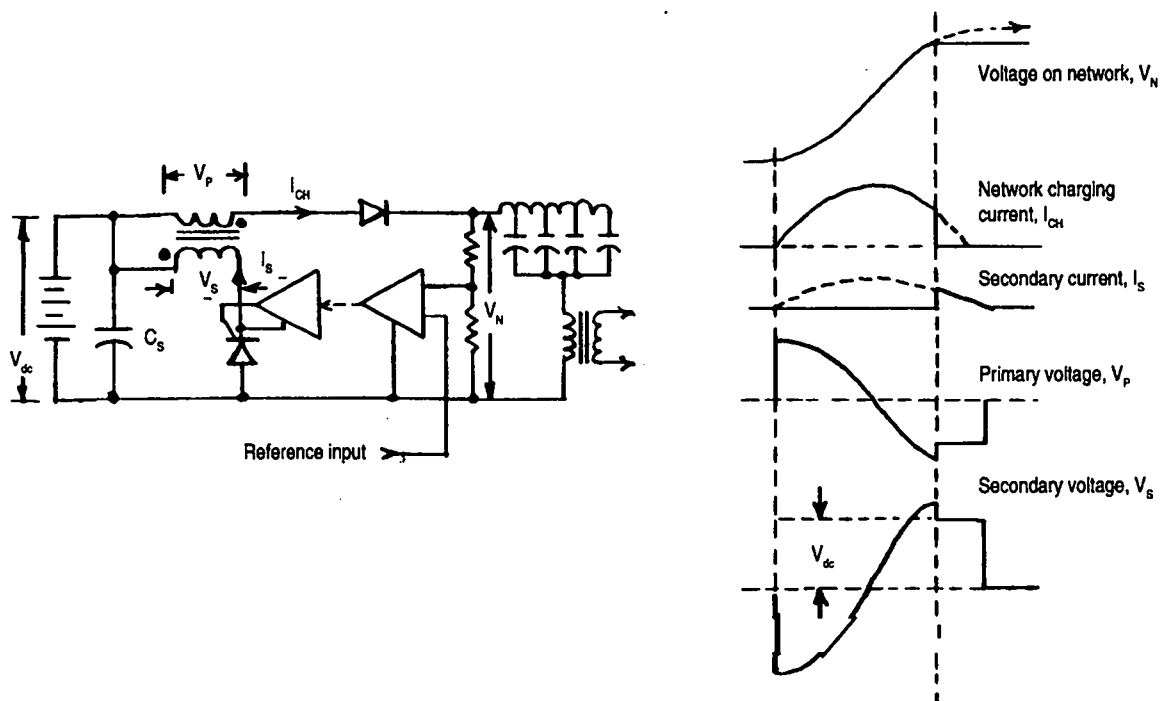 V_P
I_CH
V_dc
C_S
V_S
I_S
-
-
V_N
Reference input
Voltage on network, V_N
Network charging
current, I_CH
Secondary current, I_S
Primary voltage, V_P
Secondary voltage, V_S
V_dc